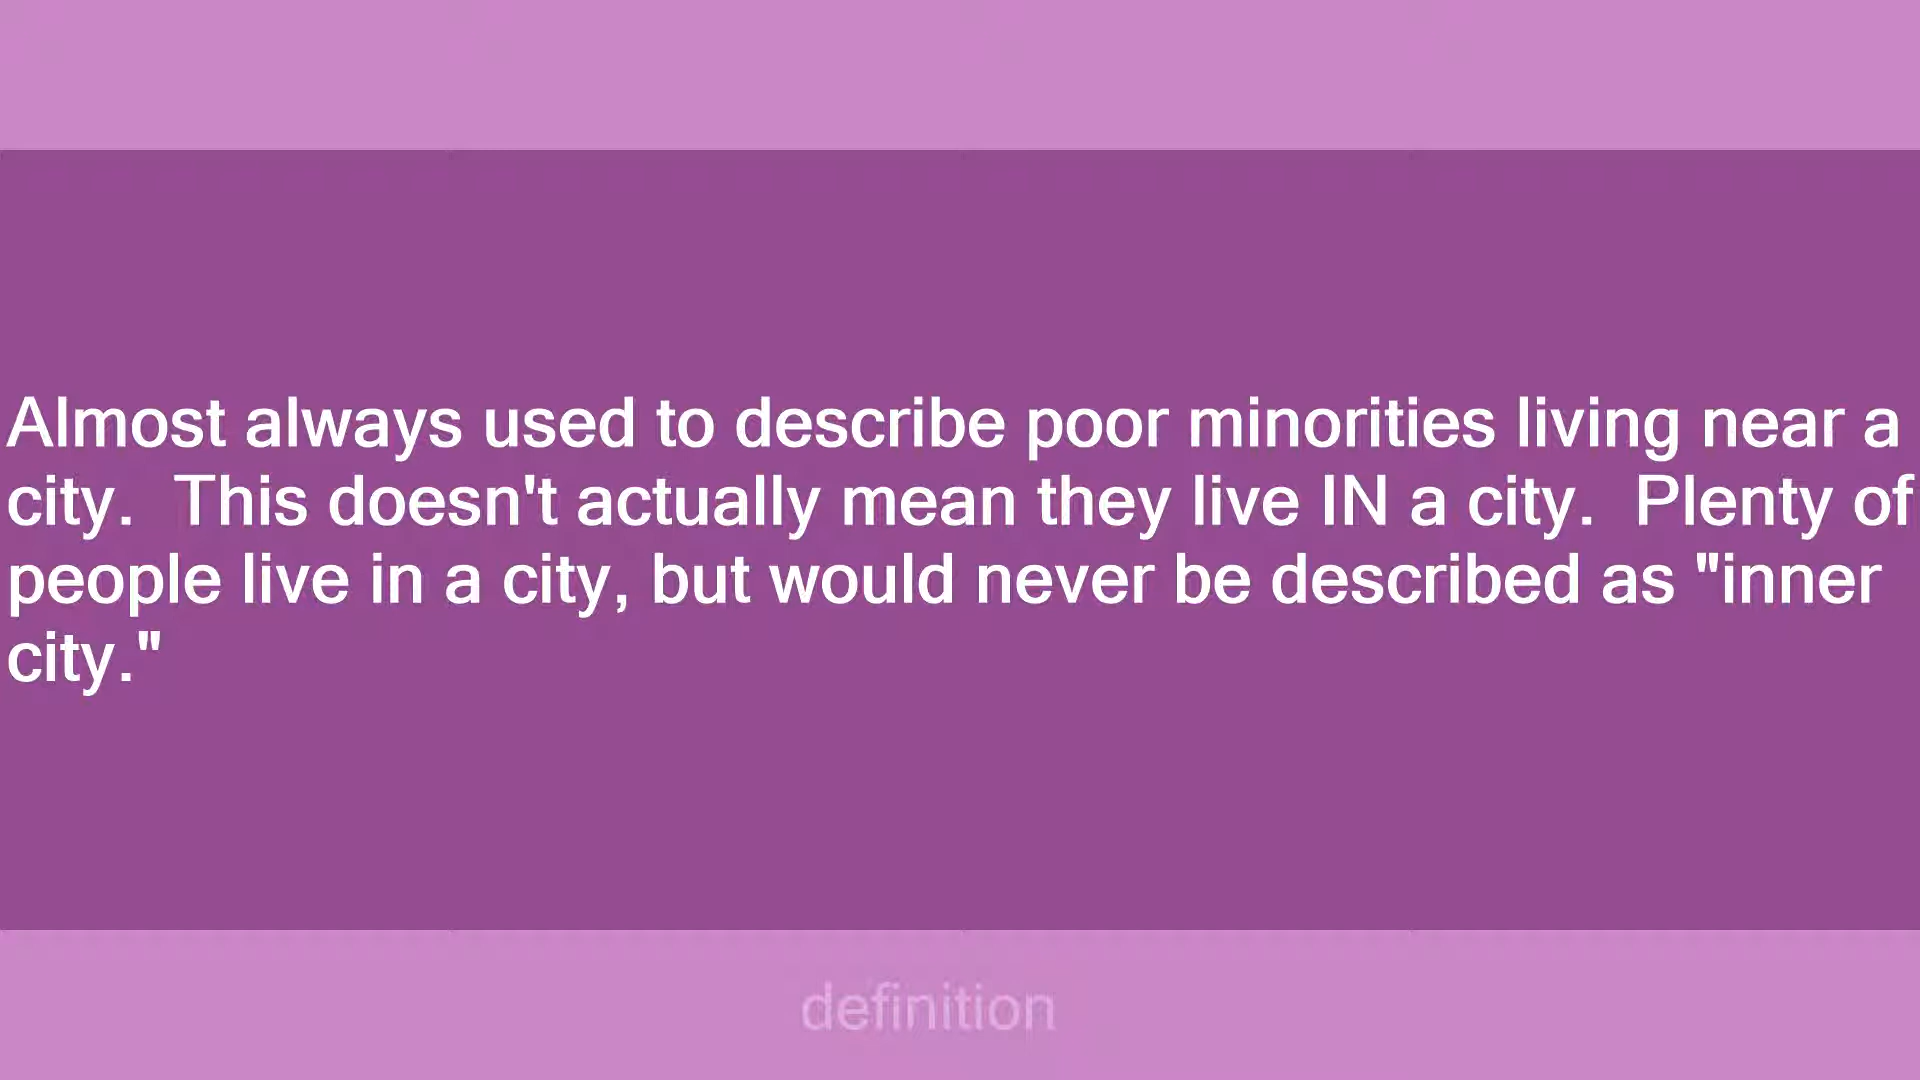 Almost always used to describe poor minorities living near a
city.  This doesn't actually mean they live IN a city.  Plenty of
people live in a city, but would never be described as "inner
city."
definition